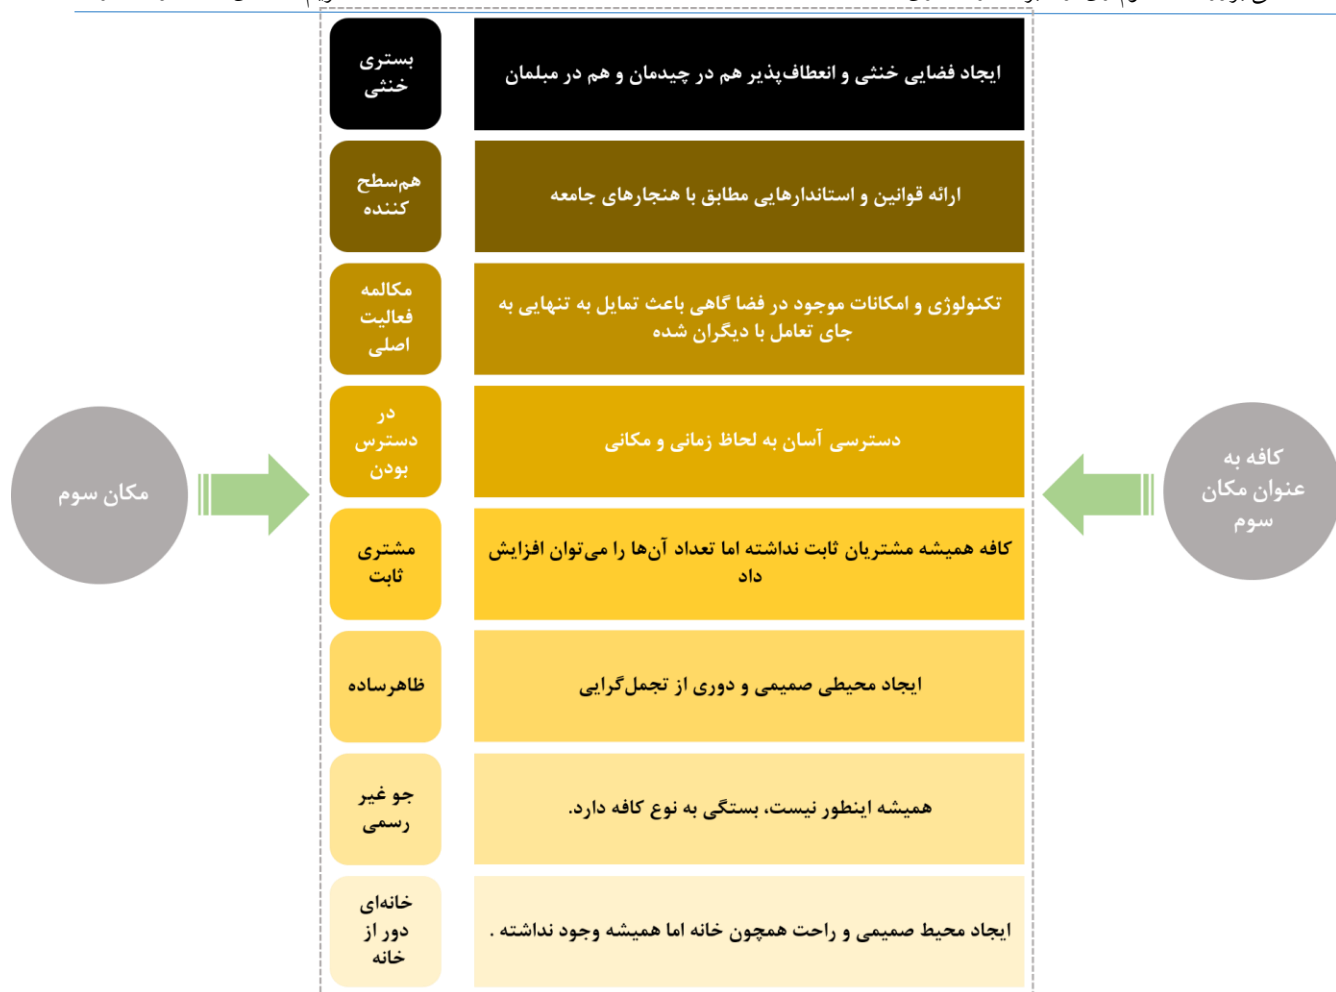 بستری
خنثی
ایجاد فضایی خنثی و انعطاف‌پذیر هم در چیدمان و هم در مبلمان
هم‌سطح
کننده
ارائه قوانین و استاندارهایی مطابق با هنجارهای جامعه
مکالمه
فعالیت
اصلی
تکنولوژی و امکانات موجود در فضا گاهی باعث تمایل به تنهایی به
جای تعامل با دیگران شده
در
دسترس
بودن
دسترسی آسان به لحاظ زمانی و مکانی
کافه به
عنوان مکان
سوم
مکان سوم
مشتری
ثابت
کافه همیشه مشتریان ثابت نداشته اما تعداد آن‌ها را می‌توان افزایش
داد
ظاهرساده
ایجاد محیطی صمیمی و دوری از تجمل‌گرایی
جو غیر
رسمی
همیشه اینطور نیست، بستگی به نوع کافه دارد.
خانه‌ای
دور از
خانه
ایجاد محیط صمیمی و راحت همچون خانه اما همیشه وجود نداشته .